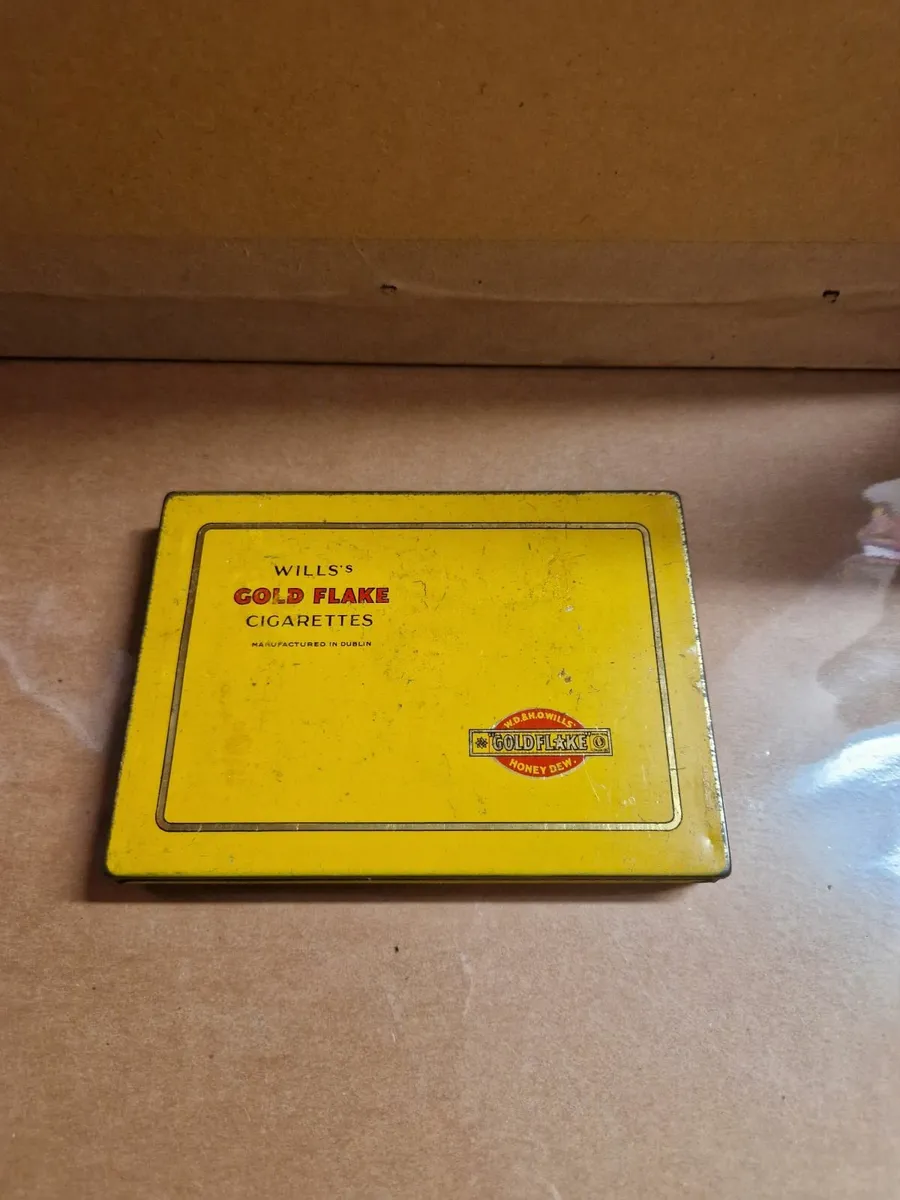 WILLS'S
GOLD FLAKE
CIGARETTES
MANUFACTURED IN DUBLIN
W.D.&H.O.WILLS'
"GOLD FLAKE"
HONEY DEW.